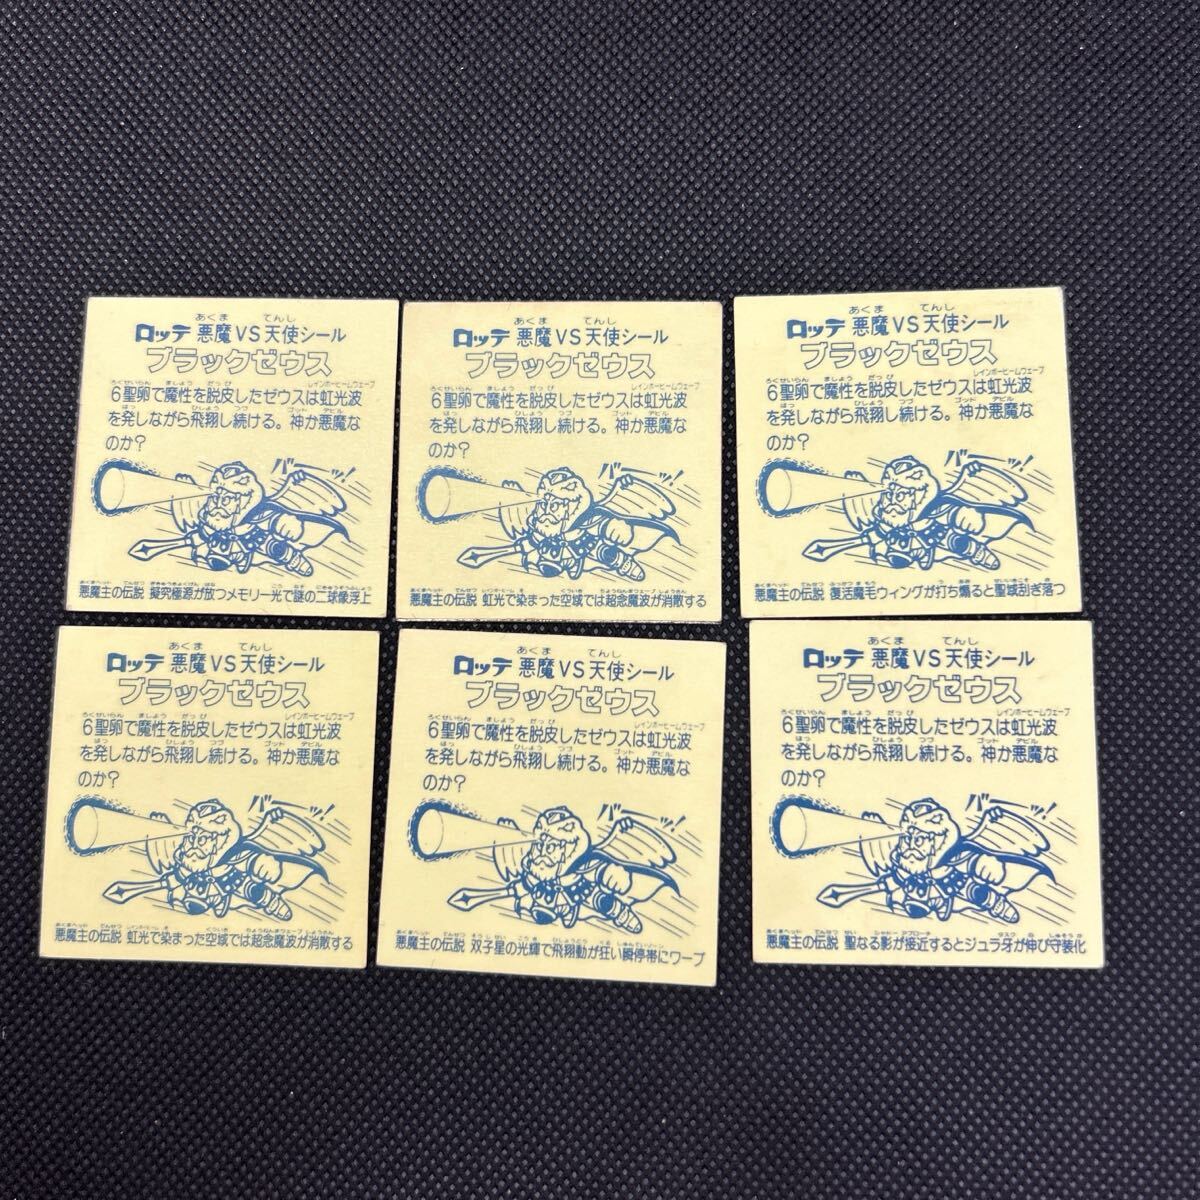 ロッテ 悪魔VS天使シール
ブラックゼウス
6聖卵で魔性を脱皮したゼウスは虹光波
を発しながら飛翔し続ける。神か悪魔な
のか?
バーッ!
悪魔主の伝説 擬究極源が放つメモリー光で謎の二球像浮上
ロッテ 悪魔VS天使シール
ブラックゼウス
6聖卵で魔性を脱皮したゼウスは虹光波
を発しながら飛翔し続ける。神か悪魔な
のか?
バーッ!
悪魔主の伝説 虹光で染まった空域では超念魔波が消散する
ロッテ 悪魔VS天使シール
ブラックゼウス
6聖卵で魔性を脱皮したゼウスは虹光波
を発しながら飛翔し続ける。神か悪魔な
のか?
バーッ!
悪魔主の伝説 復活魔毛ウィングが打ち煽ると聖域刮ぎ落つ
ロッテ 悪魔VS天使シール
ブラックゼウス
6聖卵で魔性を脱皮したゼウスは虹光波
を発しながら飛翔し続ける。神か悪魔な
のか?
バーッ!
悪魔主の伝説 虹光で染まった空域では超念魔波が消散する
ロッテ 悪魔VS天使シール
ブラックゼウス
6聖卵で魔性を脱皮したゼウスは虹光波
を発しながら飛翔し続ける。神か悪魔な
のか?
バーッ!
悪魔主の伝説 双子星の光輝で飛翔動が狂い瞬停帯にワープ
ロッテ 悪魔VS天使シール
ブラックゼウス
6聖卵で魔性を脱皮したゼウスは虹光波
を発しながら飛翔し続ける。神か悪魔な
のか?
バーッ!
悪魔主の伝説 聖なる影が接近するとジュラ牙が伸び守装化